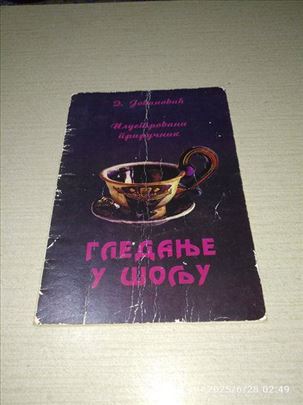 Д. Јовановић
Илустровани
приручник
ГЛЕДАЊЕ
У ШОЉУ
2025/6/28 02:49